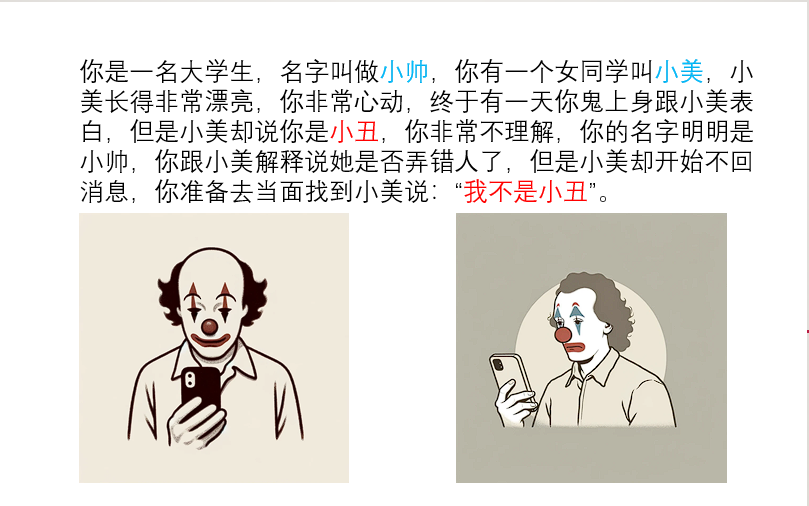 你是一名大学生，名字叫做小帅，你有一个女同学叫小美，小
美长得非常漂亮，你非常心动，终于有一天你鬼上身跟小美表
白，但是小美却说你是小丑，你非常不理解，你的名字明明是
小帅，你跟小美解释说她是否弄错人了，但是小美却开始不回
消息，你准备去当面找到小美说：“我不是小丑”。